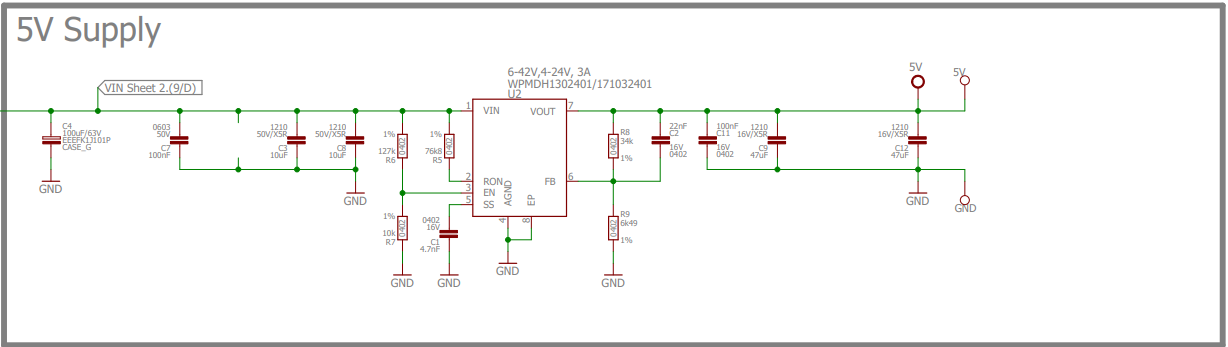 5V Supply
VIN Sheet 2.(9/D)
6-42V,4-24V, 3A
WPMDH1302401/171032401
U2
5V
5V
C4
100uF/63V
EEEFK1J101P
CASE_G
GND
0603
50V
C7
100nF
1210
50V/X5R
C3
10uF
1210
50V/X5R
C8
10uF
GND
1%
0402
127k
R6
1%
0402
76k8
R5
1%
0402
10k
R7
GND
0402
16V
C1
4.7nF
GND
1
VIN
VOUT
7
2
RON
3
EN
5
SS
FB
6
AGND
EP
4
8
GND
R8
34k
0402
1%
22nF
C2
16V
0402
R9
6k49
0402
1%
GND
100nF
C11
16V
0402
1210
16V/X5R
C9
47uF
1210
16V/X5R
C12
47uF
GND
GND